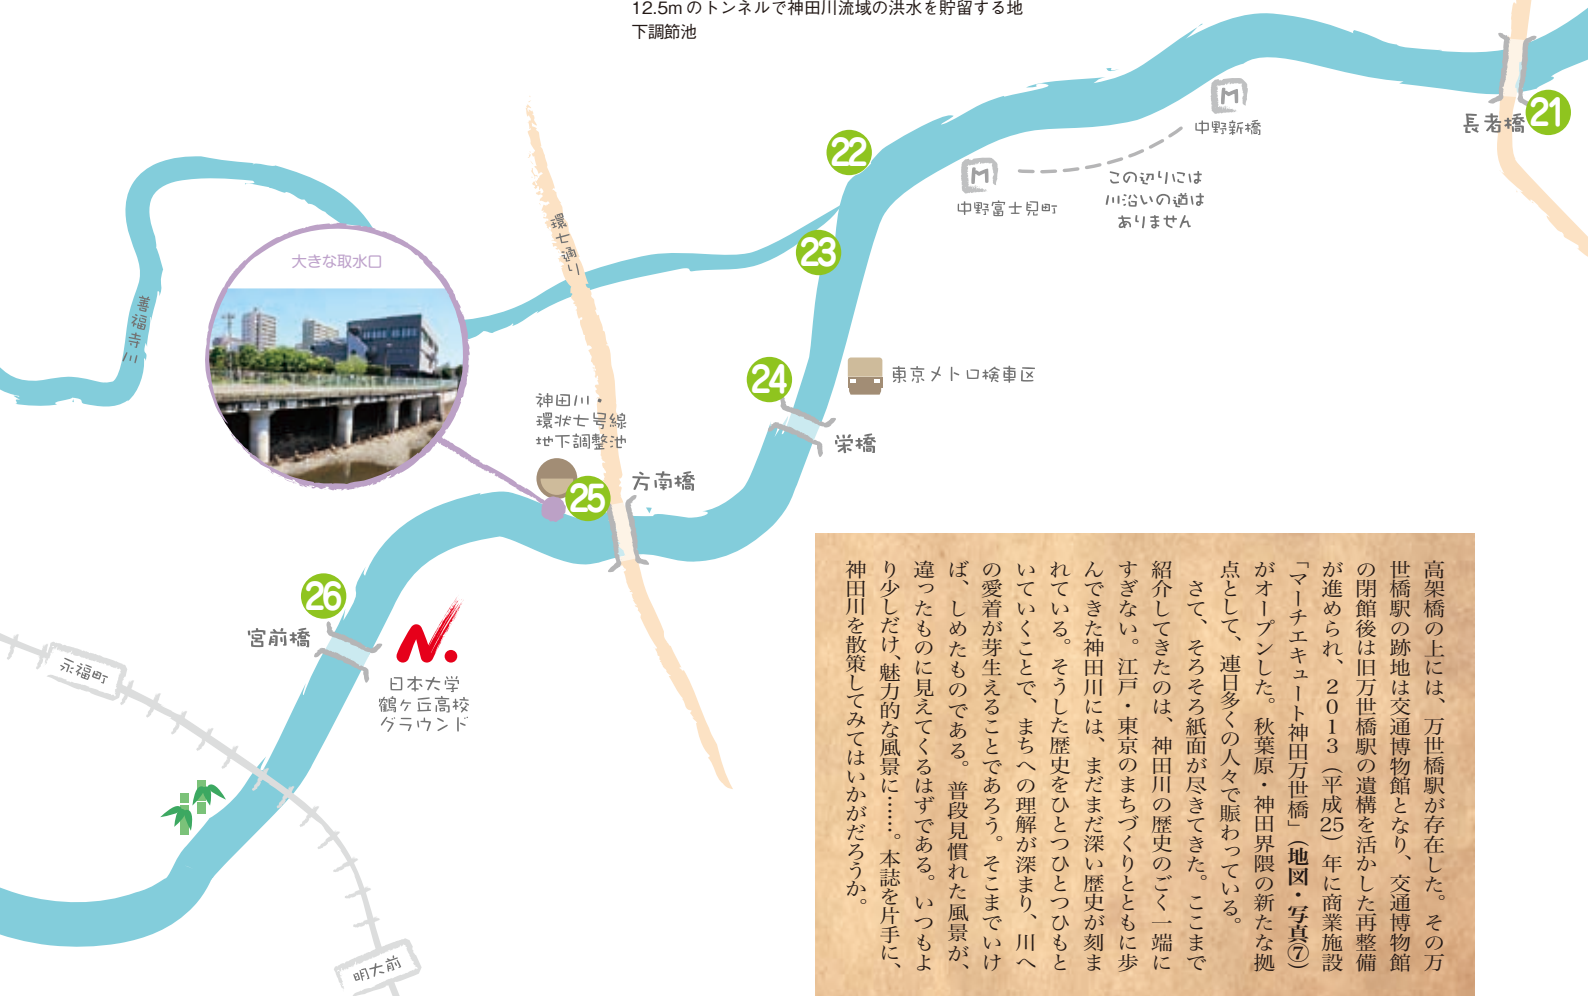 12.5mのトンネルで神田川流域の洪水を貯留する地
下調節池
21
長者橋
中野新橋
22
中野富士見町
この辺りには
川沿いの道は
ありません
環七通り
23
大きな取水口
善福寺川
24
東京メトロ検車区
栄橋
神田川・
環状七号線
地下調整池
25
方南橋
26
宮前橋
日本大学
鶴ヶ丘高校
グラウンド
永福町
明大前
高架橋の上には、万世橋駅が存在した。その万
世橋駅の跡地は交通博物館となり、交通博物館
の閉館後は旧万世橋駅の遺構を活かした再整備
が進められ、２０１３（平成25）年に商業施設
「マーチエキュート神田万世橋」（地図・写真⑦）
がオープンした。秋葉原・神田界隈の新たな拠
点として、連日多くの人々で賑わっている。
さて、そろそろ紙面が尽きてきた。ここまで
紹介してきたのは、神田川の歴史のごく一端に
すぎない。江戸・東京のまちづくりとともに歩
んできた神田川には、まだまだ深い歴史が刻ま
れている。そうした歴史をひとつひとつひもと
いていくことで、まちへの理解が深まり、川へ
の愛着が芽生えることであろう。そこまでいけ
ば、しめたものである。普段見慣れた風景が、
違ったものに見えてくるはずである。いつもよ
り少しだけ、魅力的な風景に……。本誌を片手に、
神田川を散策してみてはいかがだろうか。